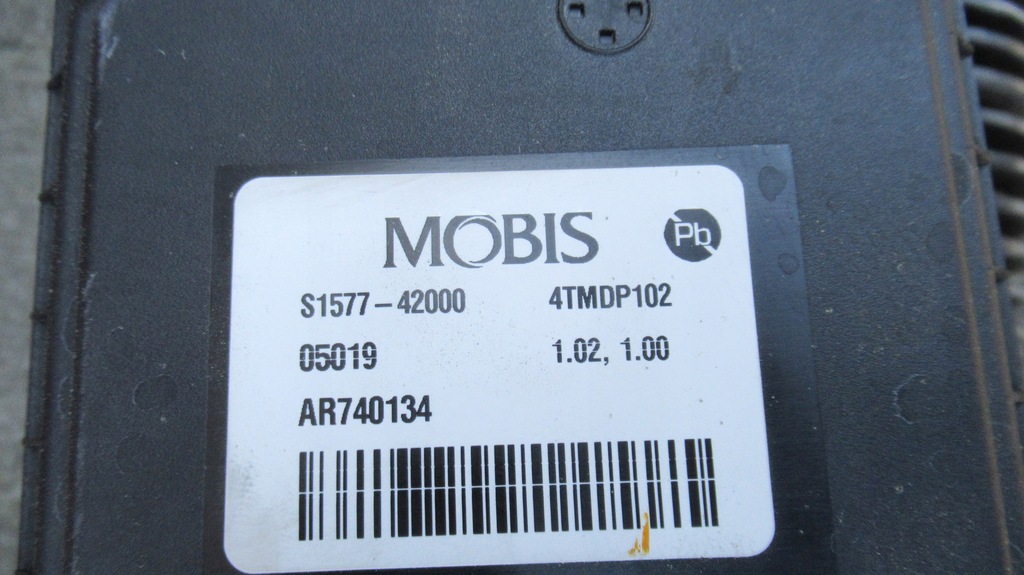 MOBIS
Pb
S1577-42000 4TMDP102
05019 1.02, 1.00
AR740134